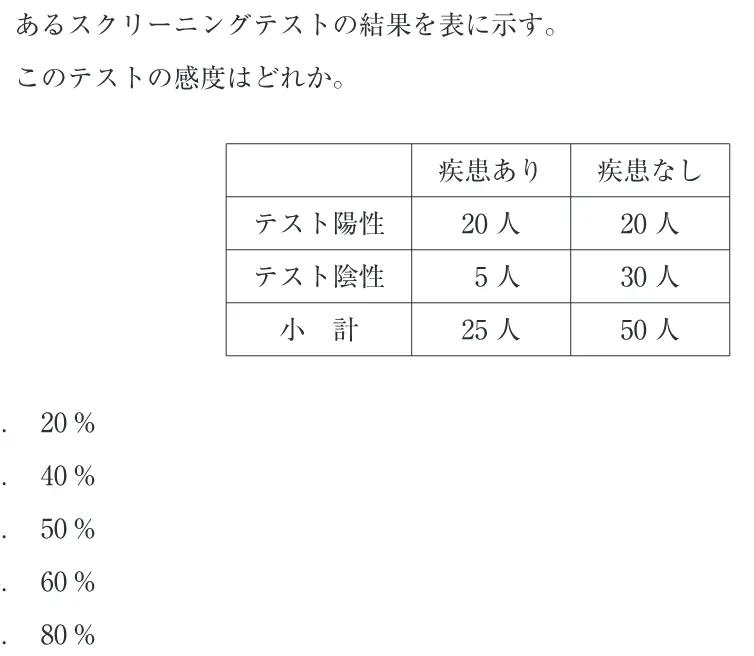 あるスクリーニングテストの結果を表に示す。
このテストの感度はどれか。
疾患あり 疾患なし
テスト陽性 20 人 20 人
テスト陰性 5 人 30 人
小 計 25 人 50 人
. 20 %
. 40 %
. 50 %
. 60 %
. 80 %